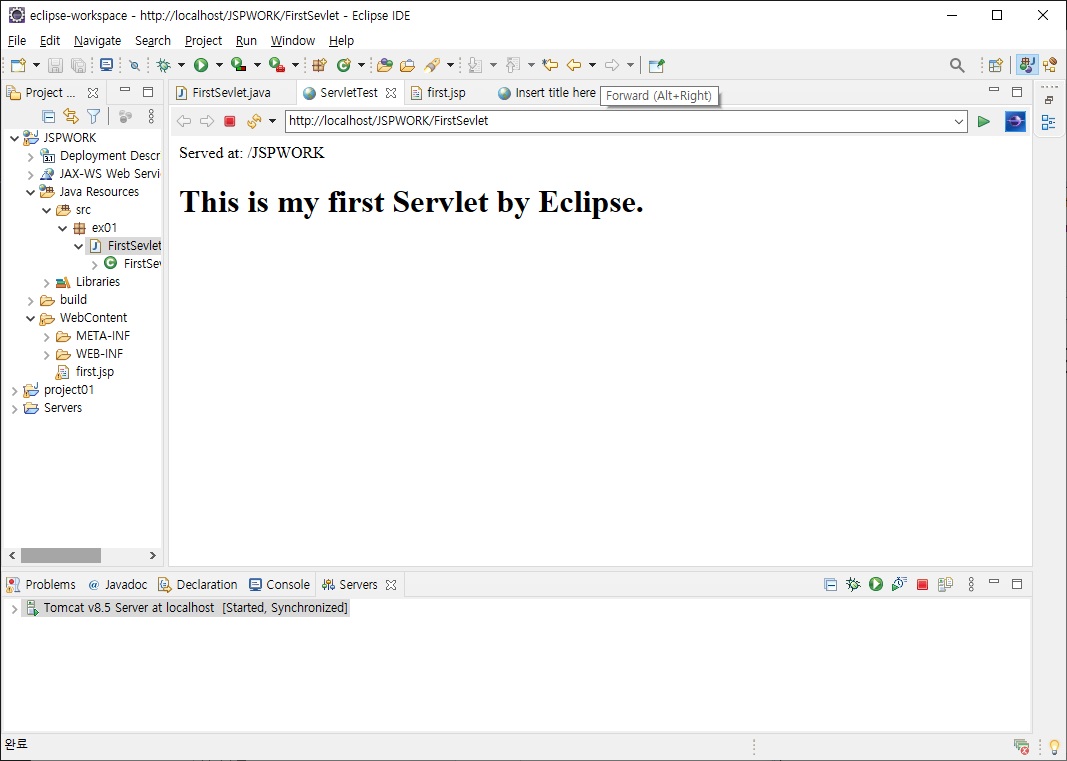 eclipse-workspace - http://localhost/JSPWORK/FirstSevlet - Eclipse IDE
File Edit Navigate Search Project Run Window Help
Project ...
FirstSevlet.java ServletTest first.jsp Insert title here
Forward (Alt+Right)
http://localhost/JSPWORK/FirstSevlet
JSPWORK
Deployment Descr
JAX-WS Web Servi
Java Resources
src
ex01
FirstSevlet
FirstSev
Libraries
build
WebContent
META-INF
WEB-INF
first.jsp
project01
Servers
Served at: /JSPWORK
This is my first Servlet by Eclipse.
Problems @ Javadoc Declaration Console Servers
Tomcat v8.5 Server at localhost [Started, Synchronized]
완료